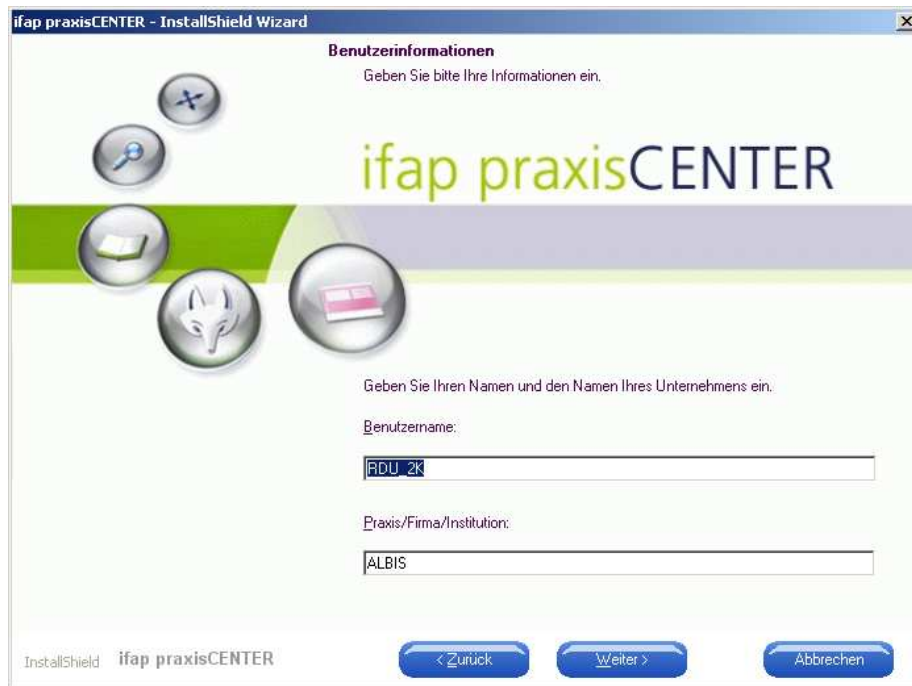 ifap praxisCENTER - InstallShield Wizard
Benutzerinformationen
Geben Sie bitte Ihre Informationen ein.
ifap praxisCENTER
Geben Sie Ihren Namen und den Namen Ihres Unternehmens ein.
Benutzername:
RDU_2K
Praxis/Firma/Institution:
ALBIS
InstallShield ifap praxisCENTER
< Zurück Weiter > Abbrechen